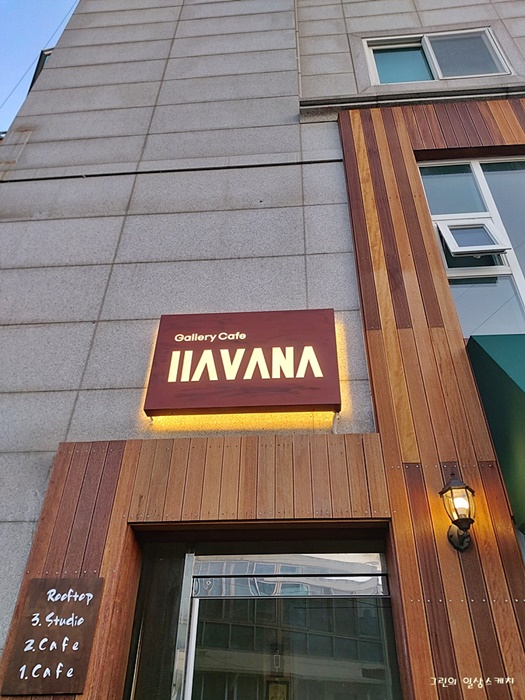 Gallery Cafe
HAVANA
Rooftop
3. Studio
2. Cafe
1. Cafe
그린의 일상스케치